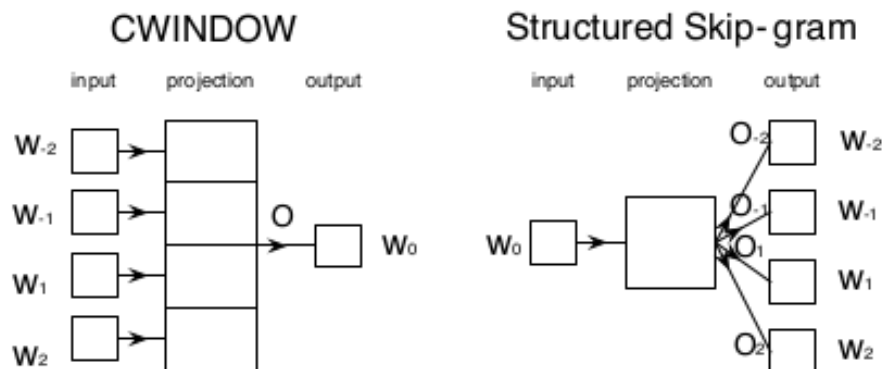 CWINDOW
input projection output
w-2
w-1
w1
w2
O
w0
Structured Skip-gram
input projection output
w0
O-2
O-1
O1
O2
w-2
w-1
w1
w2